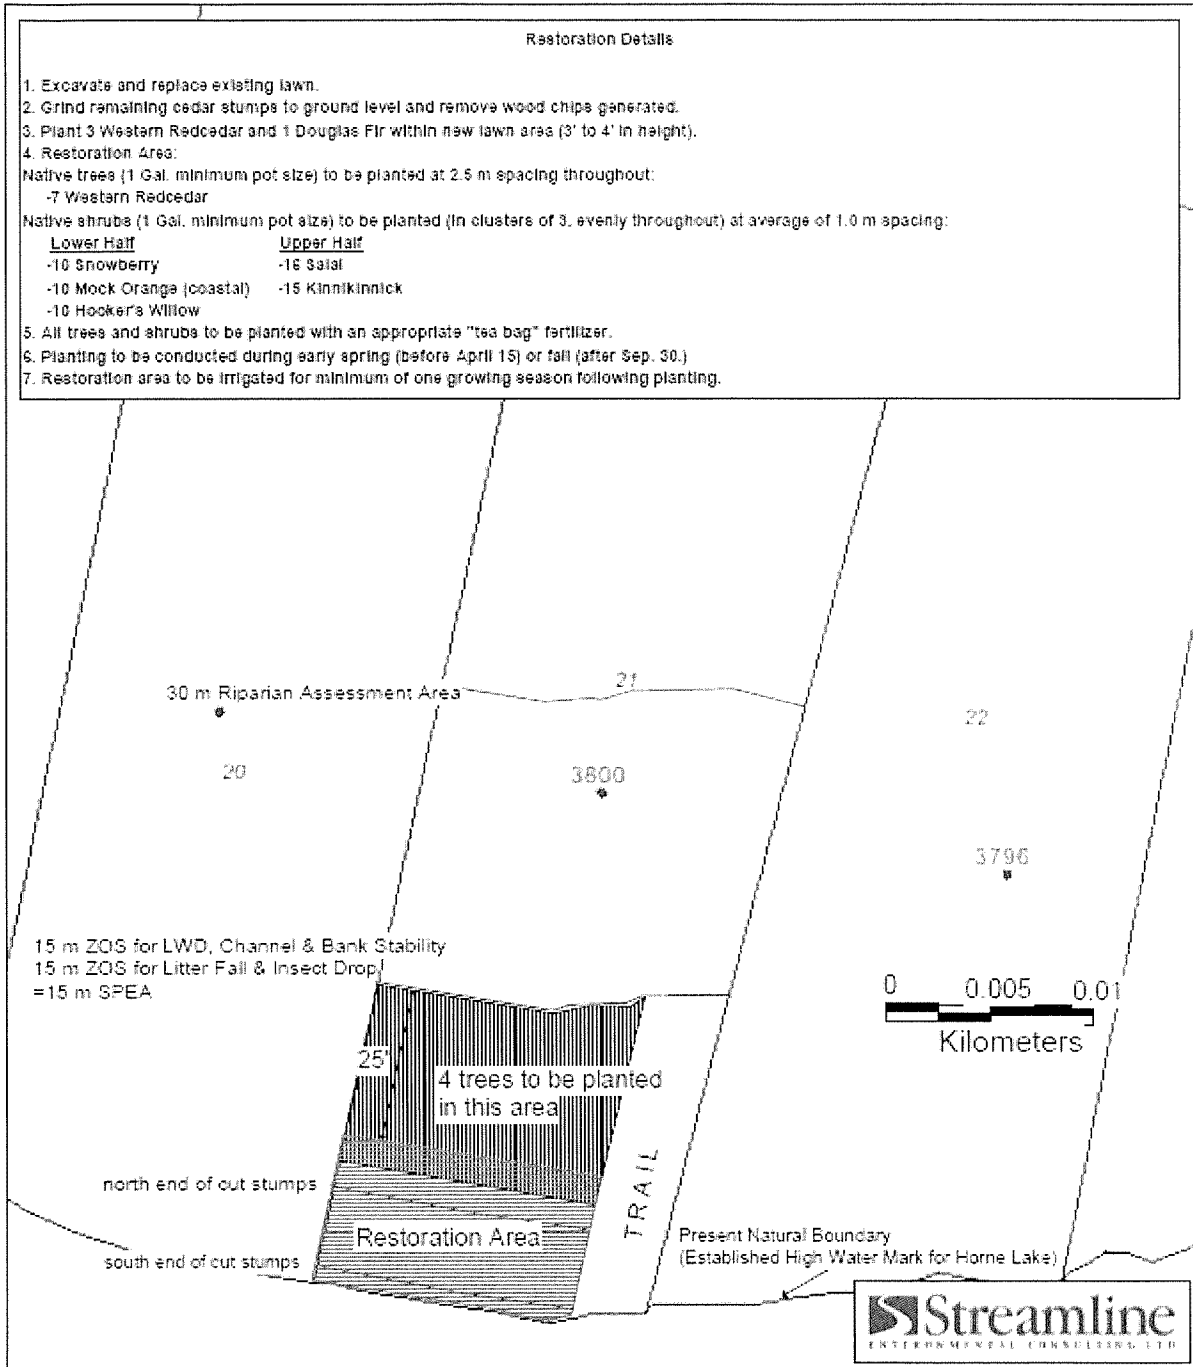 Restoration Details
1. Excavate and replace existing lawn.
2. Grind remaining cedar stumps to ground level and remove wood chips generated.
3. Plant 3 Western Redcedar and 1 Douglas Fir within new lawn area (3' to 4' in height).
4. Restoration Area:
Native trees (1 Gal. minimum pot size) to be planted at 2.5 m spacing throughout:
-7 Western Redcedar
Native shrubs (1 Gal. minimum pot size) to be planted (in clusters of 3, evenly throughout) at average of 1.0 m spacing:
Lower Half Upper Half
-10 Snowberry -16 Salal
-10 Mock Orange (coastal) -15 Kinnikinnick
-10 Hooker's Willow
5. All trees and shrubs to be planted with an appropriate "tea bag" fertilizer.
6. Planting to be conducted during early spring (before April 15) or fall (after Sep. 30.)
7. Restoration area to be irrigated for minimum of one growing season following planting.
30 m Riparian Assessment Area
21
22
20
3800
3796
15 m ZOS for LWD, Channel & Bank Stability
15 m ZOS for Litter Fall & Insect Drop
=15 m SPEA
0 0.005 0.01
Kilometers
25'
4 trees to be planted
in this area
TRAIL
north end of cut stumps
Restoration Area
south end of cut stumps
Present Natural Boundary
(Established High Water Mark for Horne Lake)
Streamline
ENVIRONMENTAL CONSULTING LTD